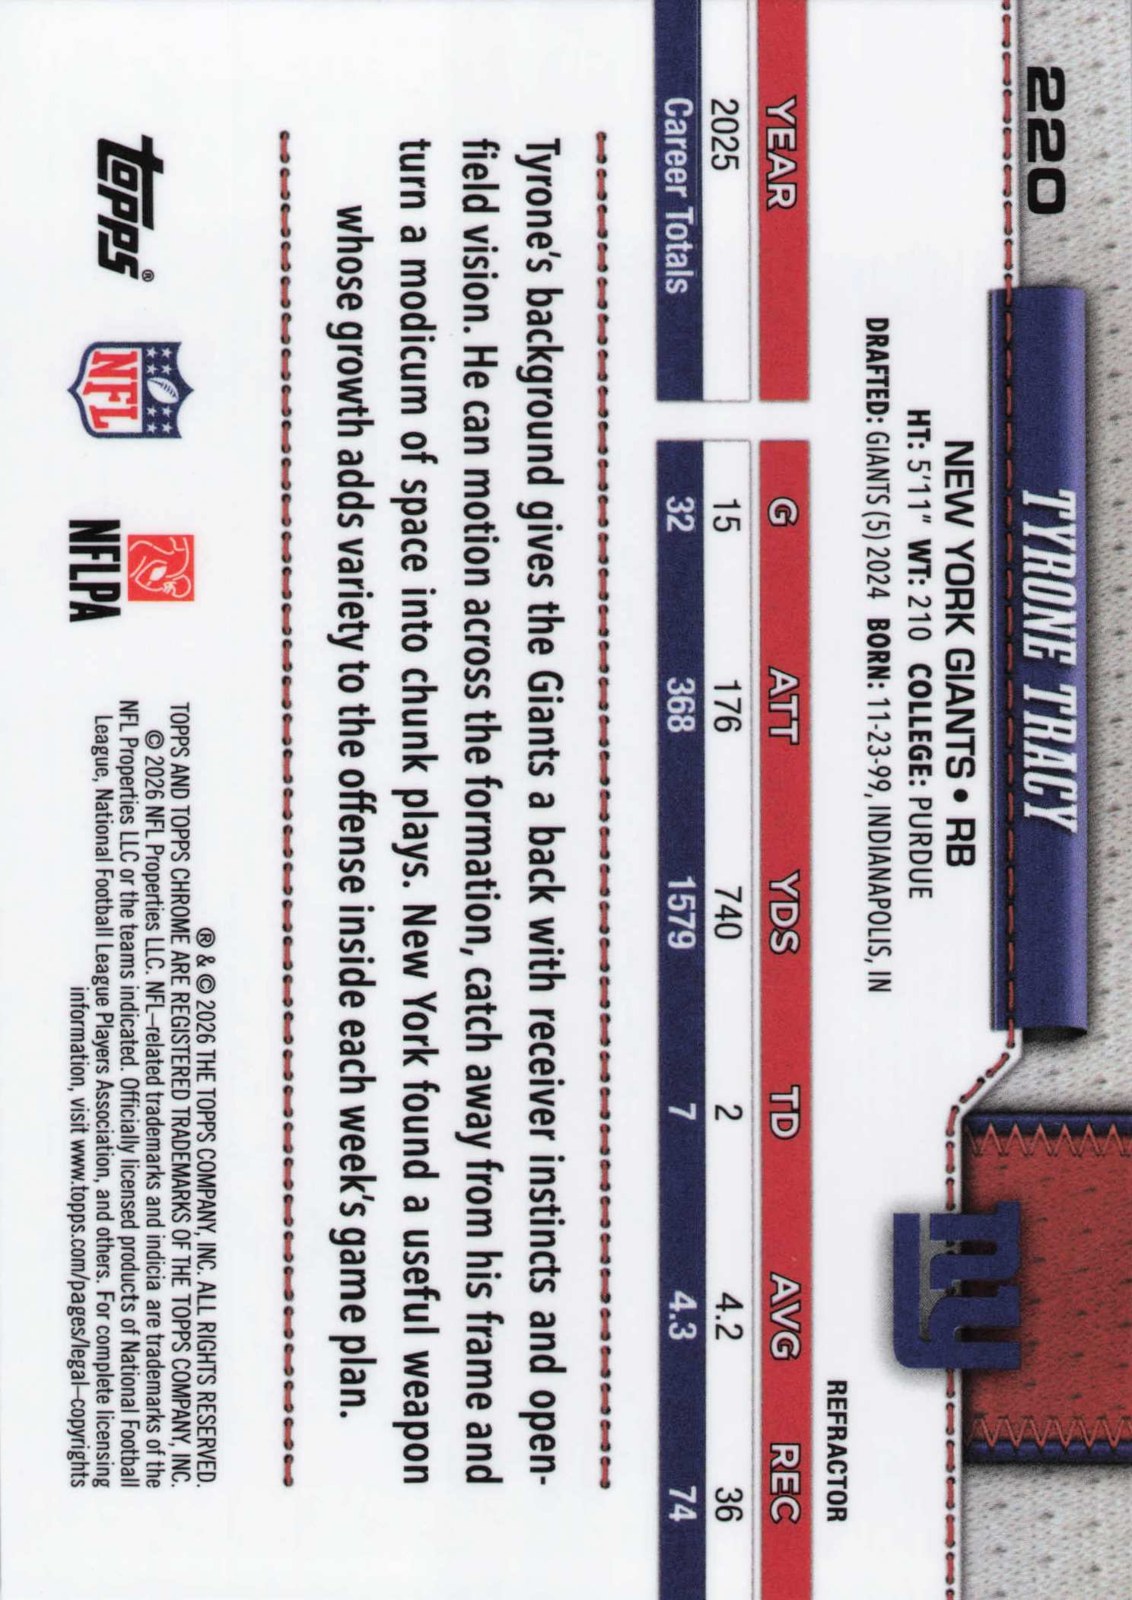 220
TYRONE TRACY
NEW YORK GIANTS • RB
HT: 5'11" WT: 210 COLLEGE: PURDUE
DRAFTED: GIANTS (5) 2024 BORN: 11-23-99, INDIANAPOLIS, IN
ny
REFRACTOR
YEAR G ATT YDS TD AVG REC
2025 15 176 740 2 4.2 36
Career Totals 32 368 1579 7 4.3 74
Tyrone's background gives the Giants a back with receiver instincts and open-
field vision. He can motion across the formation, catch away from his frame and
turn a modicum of space into chunk plays. New York found a useful weapon
whose growth adds variety to the offense inside each week's game plan.
topps®
NFL
NFLPA
® & © 2026 THE TOPPS COMPANY, INC. ALL RIGHTS RESERVED.
TOPPS AND TOPPS CHROME ARE REGISTERED TRADEMARKS OF THE TOPPS COMPANY, INC.
© 2026 NFL Properties LLC. NFL-related trademarks and indicia are trademarks of the
NFL Properties LLC or the teams indicated. Officially licensed products of National Football
League, National Football League Players Association, and others. For complete licensing
information, visit www.topps.com/pages/legal-copyrights